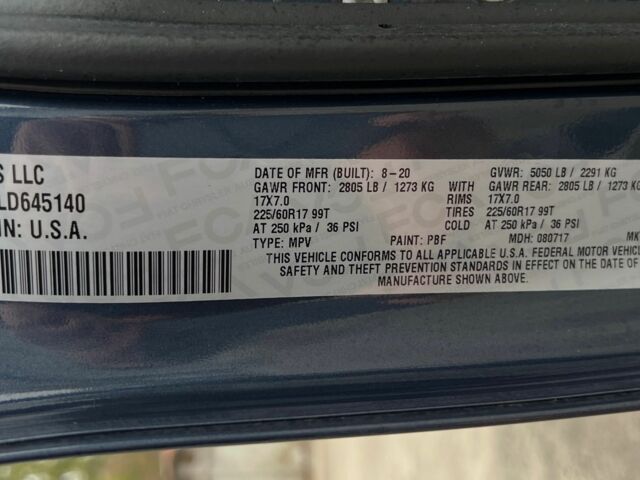 S LLC
LD645140
IN: U.S.A.
DATE OF MFR (BUILT): 8-20 GVWR: 5050 LB / 2291 KG
GAWR FRONT: 2805 LB / 1273 KG WITH GAWR REAR: 2805 LB / 1273 KG
17X7.0 RIMS 17X7.0
225/60R17 99T TIRES 225/60R17 99T
AT 250 kPa / 36 PSI COLD AT 250 kPa / 36 PSI
TYPE: MPV PAINT: PBF MDH: 080717 MK
THIS VEHICLE CONFORMS TO ALL APPLICABLE U.S.A. FEDERAL MOTOR VEHIC
SAFETY AND THEFT PREVENTION STANDARDS IN EFFECT ON THE DATE O
MANUFACTURE SHOWN ABOVE.